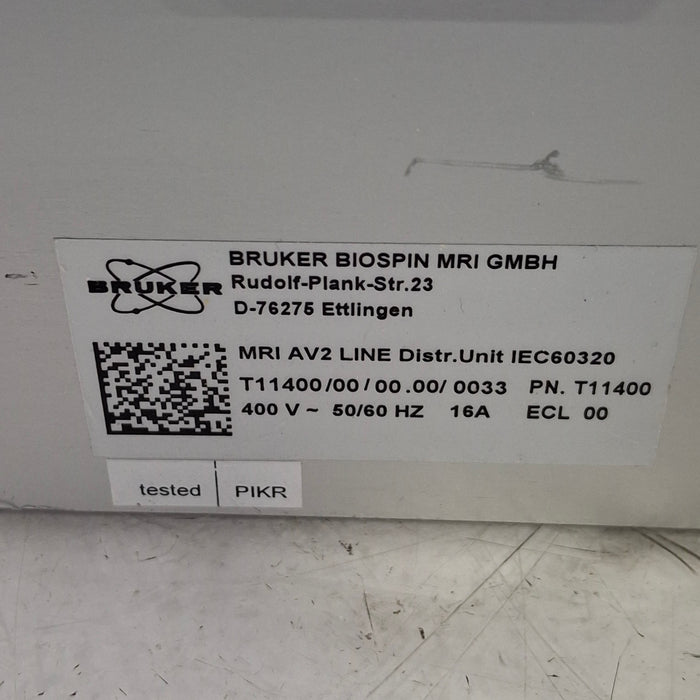 BRUKER
BRUKER BIOSPIN MRI GMBH
Rudolf-Plank-Str.23
D-76275 Ettlingen
MRI AV2 LINE Distr.Unit IEC60320
T11400/00/00.00/0033 PN. T11400
400 V ~ 50/60 HZ 16A ECL 00
tested PIKR